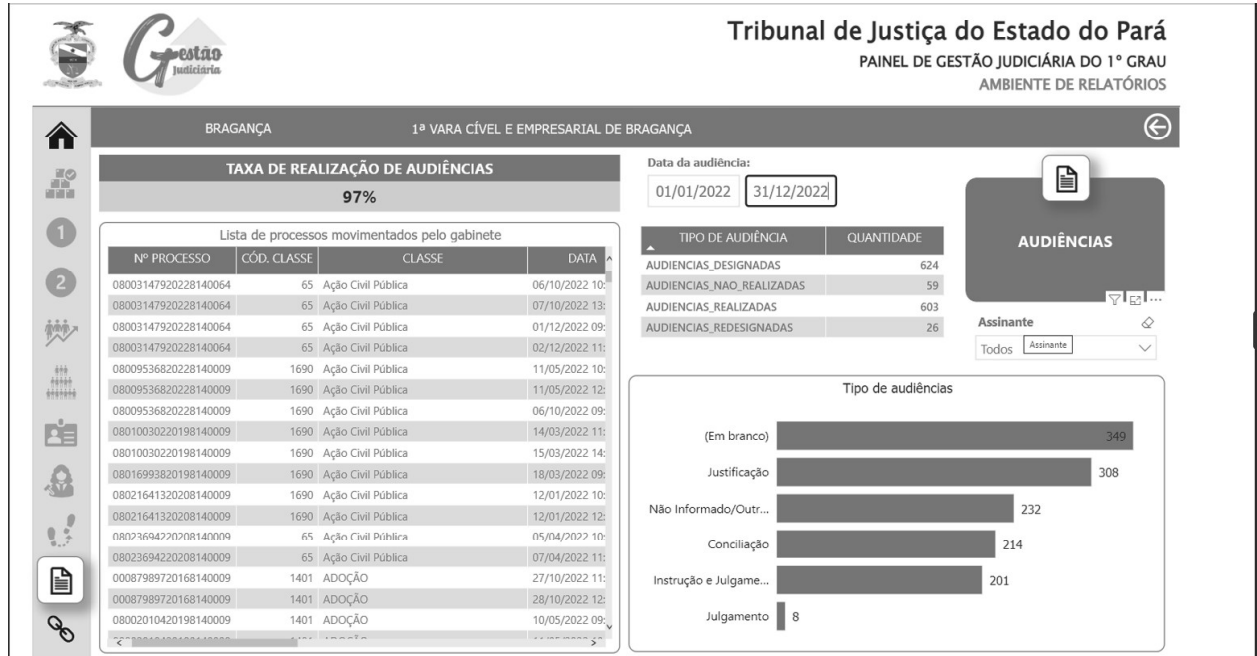 Gestão
Judiciária
Tribunal de Justiça do Estado do Pará
PAINEL DE GESTÃO JUDICIÁRIA DO 1º GRAU
AMBIENTE DE RELATÓRIOS
BRAGANÇA 1ª VARA CÍVEL E EMPRESARIAL DE BRAGANÇA
TAXA DE REALIZAÇÃO DE AUDIÊNCIAS
97%
Lista de processos movimentados pelo gabinete
Nº PROCESSO CÓD. CLASSE CLASSE DATA
08003147920228140064 65 Ação Civil Pública 06/10/2022 10:
08003147920228140064 65 Ação Civil Pública 07/10/2022 13:
08003147920228140064 65 Ação Civil Pública 01/12/2022 09:
08003147920228140064 65 Ação Civil Pública 02/12/2022 11:
08009536820228140009 1690 Ação Civil Pública 11/05/2022 10:
08009536820228140009 1690 Ação Civil Pública 11/05/2022 12:
08009536820228140009 1690 Ação Civil Pública 06/10/2022 09:
08010030220198140009 1690 Ação Civil Pública 14/03/2022 11:
08010030220198140009 1690 Ação Civil Pública 15/03/2022 14:
08016993820198140009 1690 Ação Civil Pública 18/03/2022 09:
08021641320208140009 1690 Ação Civil Pública 12/01/2022 10:
08021641320208140009 1690 Ação Civil Pública 12/01/2022 12:
08023694220208140009 65 Ação Civil Pública 05/04/2022 10:
08023694220208140009 65 Ação Civil Pública 07/04/2022 11:
00087989720168140009 1401 ADOÇÃO 27/10/2022 11:
00087989720168140009 1401 ADOÇÃO 28/10/2022 12:
08002010420198140009 1401 ADOÇÃO 10/05/2022 09:
Data da audiência:
01/01/2022 31/12/2022
TIPO DE AUDIÊNCIA QUANTIDADE
AUDIENCIAS_DESIGNADAS 624
AUDIENCIAS_NAO_REALIZADAS 59
AUDIENCIAS_REALIZADAS 603
AUDIENCIAS_REDESIGNADAS 26
AUDIÊNCIAS
Assinante
Todos Assinante
Tipo de audiências
(Em branco) 349
Justificação 308
Não Informado/Outr... 232
Conciliação 214
Instrução e Julgame... 201
Julgamento 8
1
2